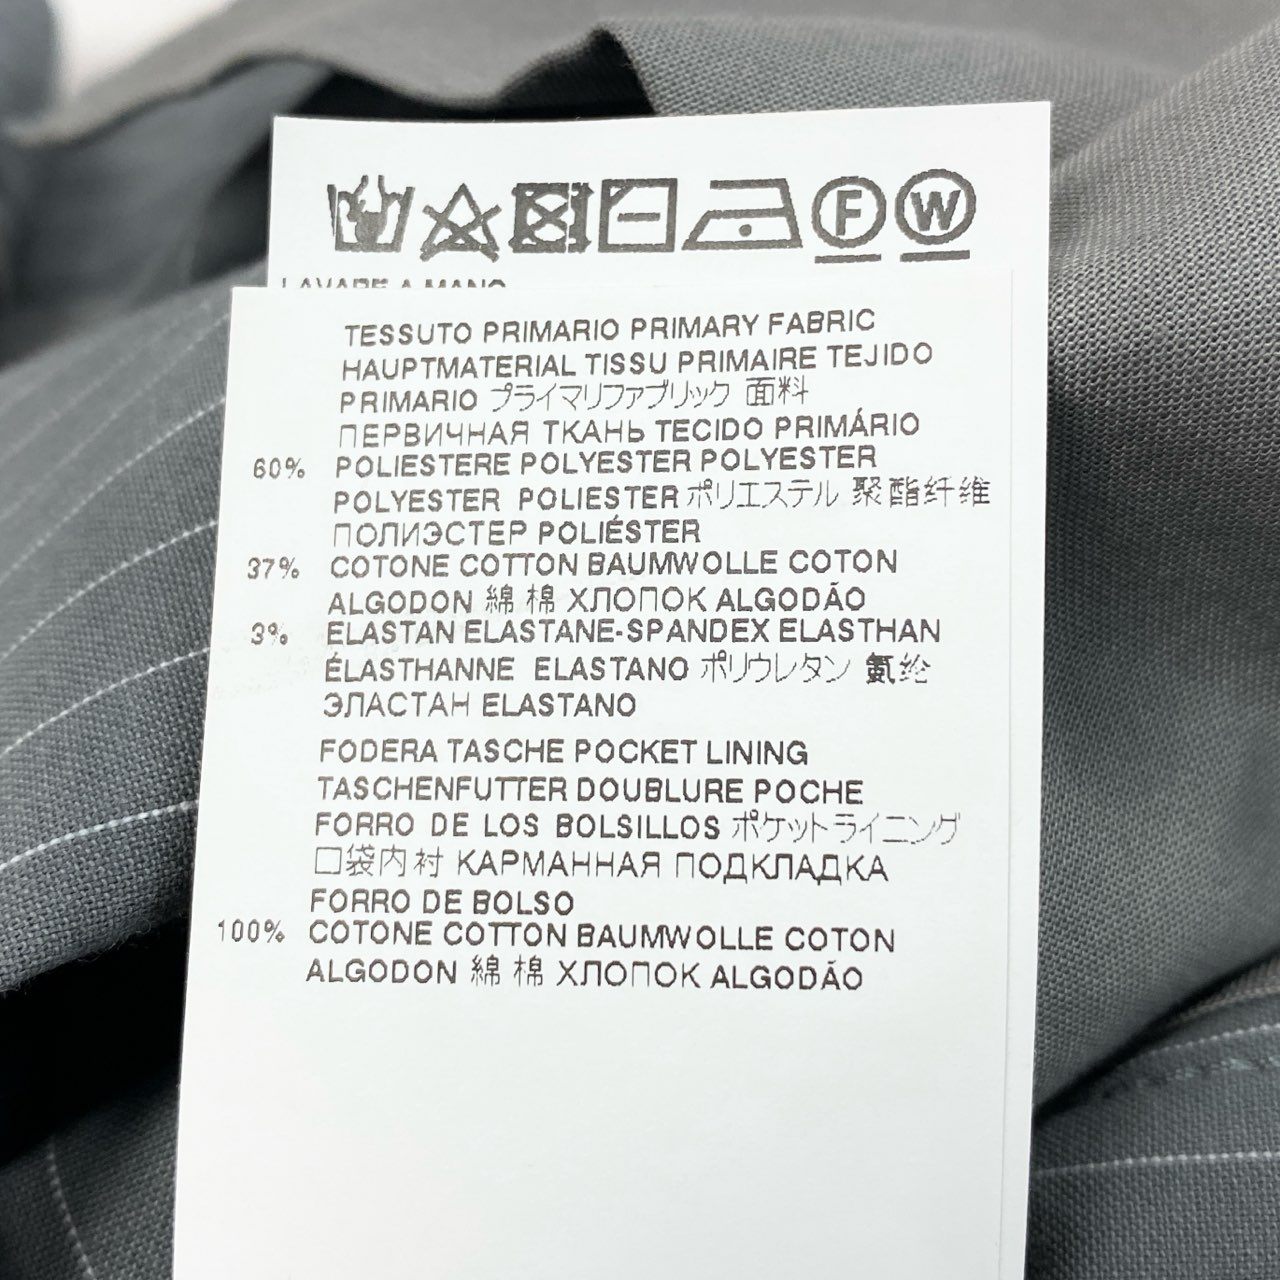 F W
LAVARE A MANO
TESSUTO PRIMARIO PRIMARY FABRIC
HAUPTMATERIAL TISSU PRIMAIRE TEJIDO
PRIMARIO プライマリファブリック 面料
ПЕРВИЧНАЯ ТКАНЬ TECIDO PRIMÁRIO
60% POLIESTERE POLYESTER POLYESTER
POLYESTER POLIESTER ポリエステル 聚酯纤维
ПОЛИЭСТЕР POLIÉSTER
37% COTONE COTTON BAUMWOLLE COTON
ALGODON 綿 棉 ХЛОПОК ALGODÃO
3% ELASTAN ELASTANE-SPANDEX ELASTHAN
ÉLASTHANNE ELASTANO ポリウレタン 氨纶
ЭЛАСТАН ELASTANO
FODERA TASCHE POCKET LINING
TASCHENFUTTER DOUBLURE POCHE
FORRO DE LOS BOLSILLOS ポケットライニング
口袋内衬 КАРМАННАЯ ПОДКЛАДКА
FORRO DE BOLSO
100% COTONE COTTON BAUMWOLLE COTON
ALGODON 綿 棉 ХЛОПОК ALGODÃO